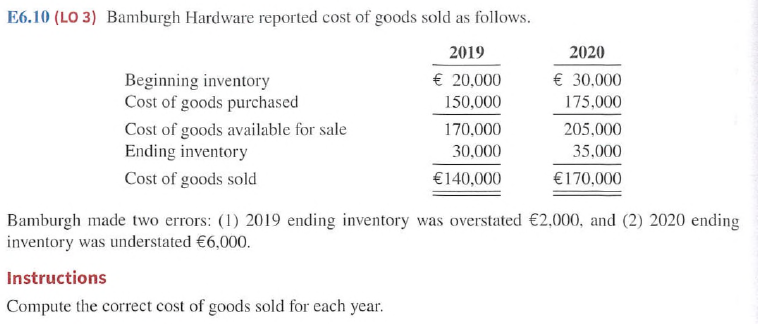 E6.10 (LO 3) Bamburgh Hardware reported cost of goods sold as follows.
2019 2020
Beginning inventory € 20,000 € 30,000
Cost of goods purchased 150,000 175,000
Cost of goods available for sale 170,000 205,000
Ending inventory 30,000 35,000
Cost of goods sold €140,000 €170,000
Bamburgh made two errors: (1) 2019 ending inventory was overstated €2,000, and (2) 2020 ending
inventory was understated €6,000.
Instructions
Compute the correct cost of goods sold for each year.